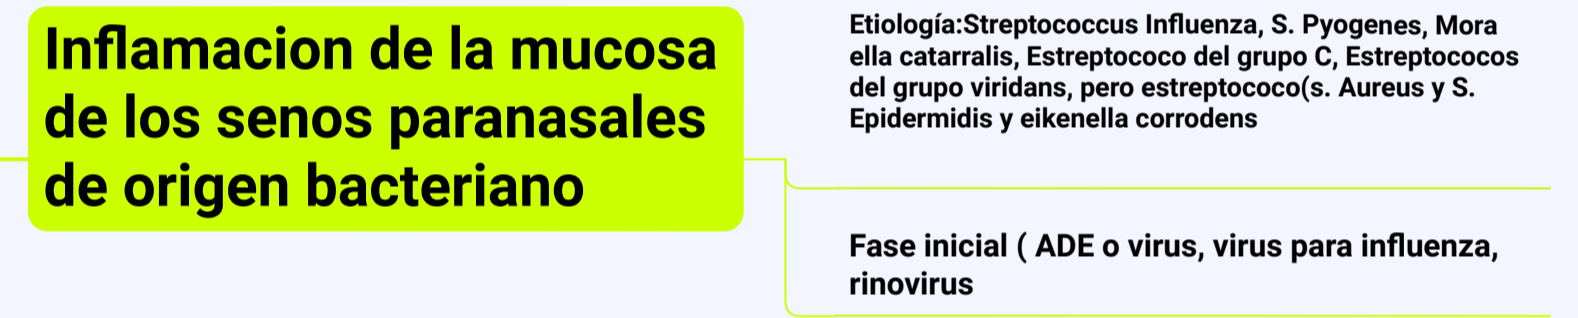 Inflamacion de la mucosa
de los senos paranasales
de origen bacteriano
Etiología:Streptococcus Influenza, S. Pyogenes, Mora
ella catarralis, Estreptococo del grupo C, Estreptococos
del grupo viridans, pero estreptococo(s. Aureus y S.
Epidermidis y eikenella corrodens
Fase inicial ( ADE o virus, virus para influenza,
rinovirus